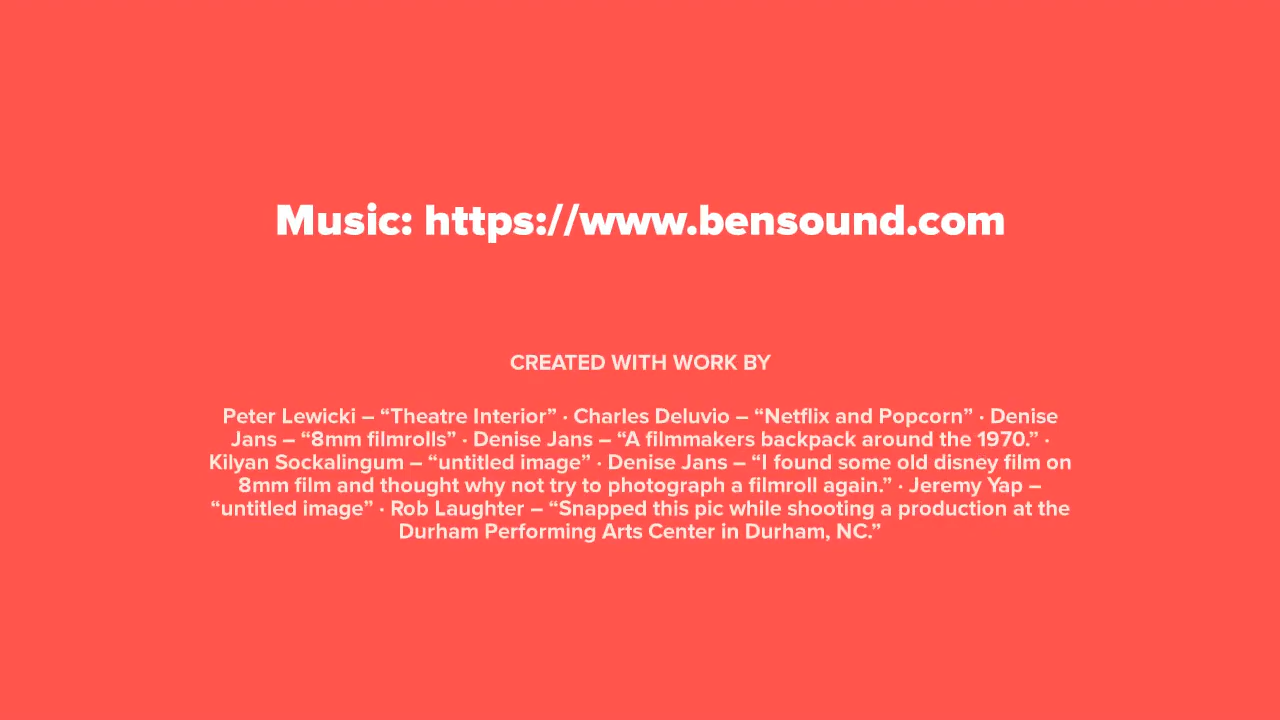 Music: https://www.bensound.com
CREATED WITH WORK BY
Peter Lewicki – “Theatre Interior” · Charles Deluvio – “Netflix and Popcorn” · Denise
Jans – “8mm filmrolls” · Denise Jans – “A filmmakers backpack around the 1970.” ·
Kilyan Sockalingum – “untitled image” · Denise Jans – “I found some old disney film on
8mm film and thought why not try to photograph a filmroll again.” · Jeremy Yap –
“untitled image” · Rob Laughter – “Snapped this pic while shooting a production at the
Durham Performing Arts Center in Durham, NC.”